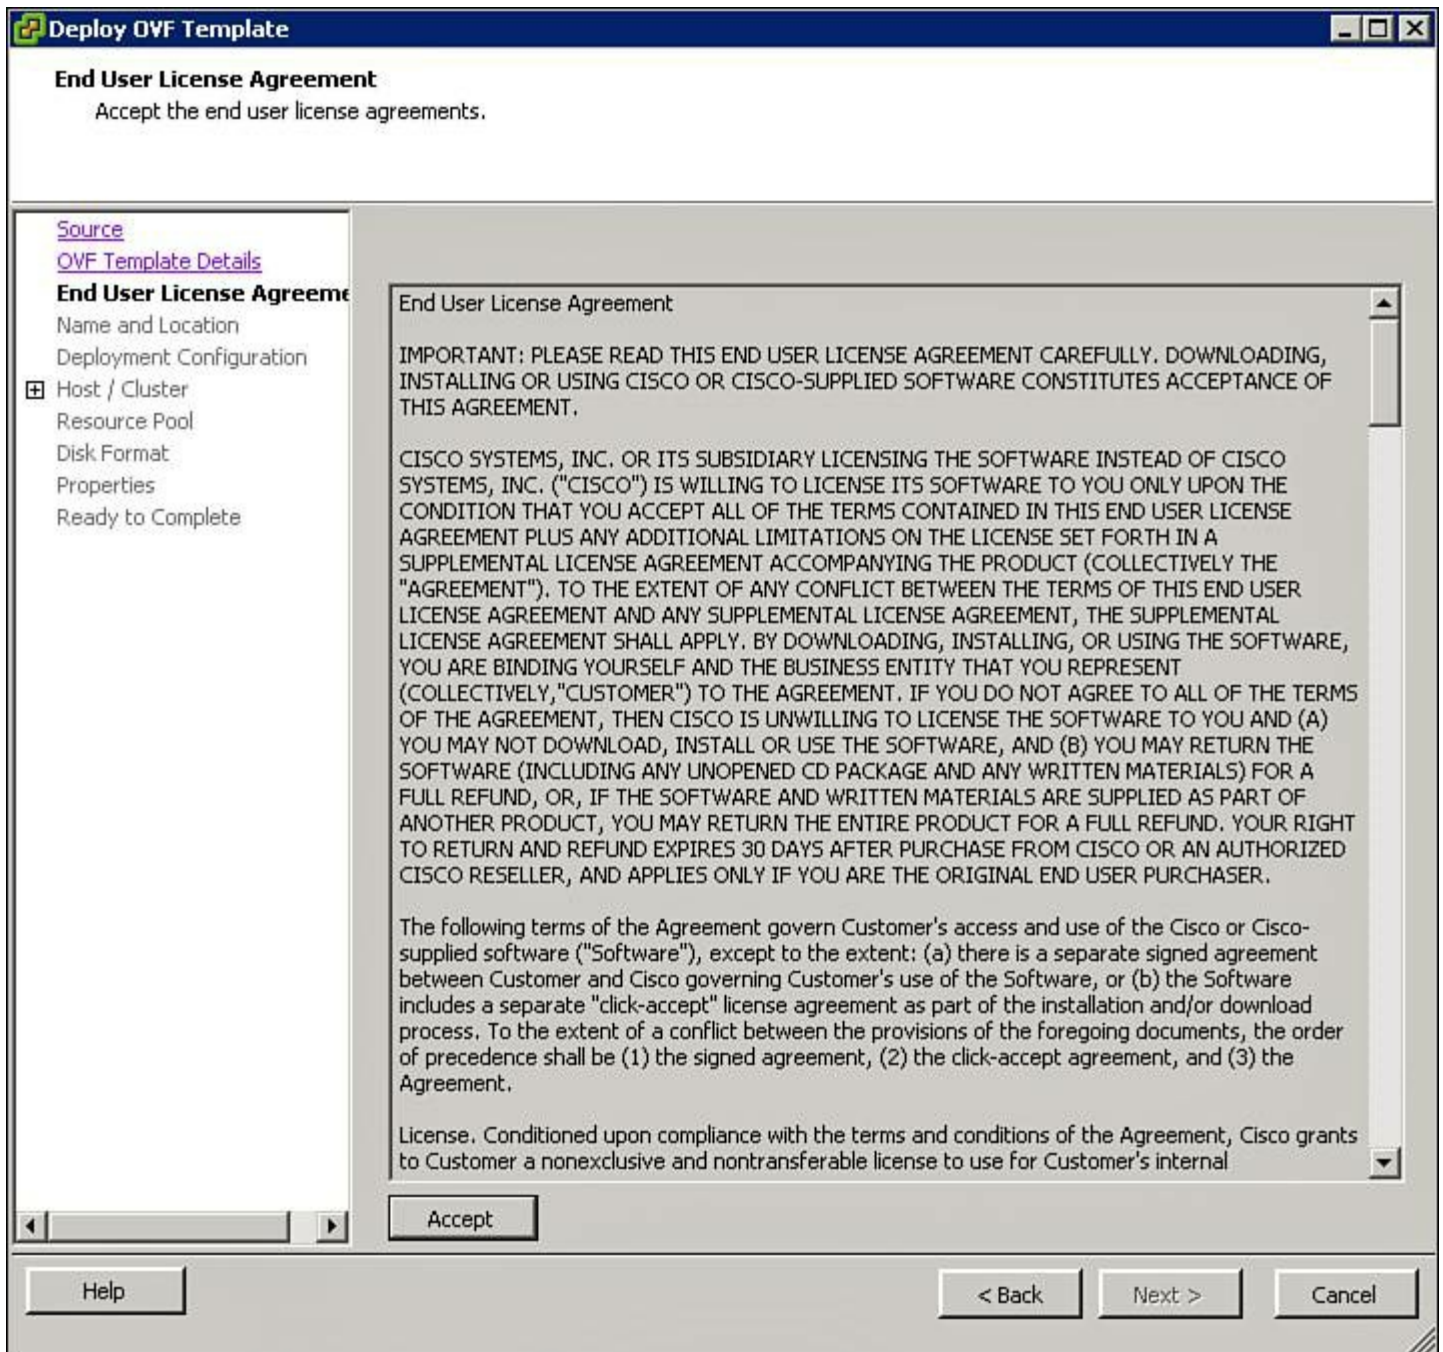 Deploy OVF Template
End User License Agreement
Accept the end user license agreements.
Source
OVF Template Details
End User License Agreeme
Name and Location
Deployment Configuration
Host / Cluster
Resource Pool
Disk Format
Properties
Ready to Complete
End User License Agreement
IMPORTANT: PLEASE READ THIS END USER LICENSE AGREEMENT CAREFULLY. DOWNLOADING,
INSTALLING OR USING CISCO OR CISCO-SUPPLIED SOFTWARE CONSTITUTES ACCEPTANCE OF
THIS AGREEMENT.
CISCO SYSTEMS, INC. OR ITS SUBSIDIARY LICENSING THE SOFTWARE INSTEAD OF CISCO
SYSTEMS, INC. ("CISCO") IS WILLING TO LICENSE ITS SOFTWARE TO YOU ONLY UPON THE
CONDITION THAT YOU ACCEPT ALL OF THE TERMS CONTAINED IN THIS END USER LICENSE
AGREEMENT PLUS ANY ADDITIONAL LIMITATIONS ON THE LICENSE SET FORTH IN A
SUPPLEMENTAL LICENSE AGREEMENT ACCOMPANYING THE PRODUCT (COLLECTIVELY THE
"AGREEMENT"). TO THE EXTENT OF ANY CONFLICT BETWEEN THE TERMS OF THIS END USER
LICENSE AGREEMENT AND ANY SUPPLEMENTAL LICENSE AGREEMENT, THE SUPPLEMENTAL
LICENSE AGREEMENT SHALL APPLY. BY DOWNLOADING, INSTALLING, OR USING THE SOFTWARE,
YOU ARE BINDING YOURSELF AND THE BUSINESS ENTITY THAT YOU REPRESENT
(COLLECTIVELY,"CUSTOMER") TO THE AGREEMENT. IF YOU DO NOT AGREE TO ALL OF THE TERMS
OF THE AGREEMENT, THEN CISCO IS UNWILLING TO LICENSE THE SOFTWARE TO YOU AND (A)
YOU MAY NOT DOWNLOAD, INSTALL OR USE THE SOFTWARE, AND (B) YOU MAY RETURN THE
SOFTWARE (INCLUDING ANY UNOPENED CD PACKAGE AND ANY WRITTEN MATERIALS) FOR A
FULL REFUND, OR, IF THE SOFTWARE AND WRITTEN MATERIALS ARE SUPPLIED AS PART OF
ANOTHER PRODUCT, YOU MAY RETURN THE ENTIRE PRODUCT FOR A FULL REFUND. YOUR RIGHT
TO RETURN AND REFUND EXPIRES 30 DAYS AFTER PURCHASE FROM CISCO OR AN AUTHORIZED
CISCO RESELLER, AND APPLIES ONLY IF YOU ARE THE ORIGINAL END USER PURCHASER.
The following terms of the Agreement govern Customer's access and use of the Cisco or Cisco-
supplied software ("Software"), except to the extent: (a) there is a separate signed agreement
between Customer and Cisco governing Customer's use of the Software, or (b) the Software
includes a separate "click-accept" license agreement as part of the installation and/or download
process. To the extent of a conflict between the provisions of the foregoing documents, the order
of precedence shall be (1) the signed agreement, (2) the click-accept agreement, and (3) the
Agreement.
License. Conditioned upon compliance with the terms and conditions of the Agreement, Cisco grants
to Customer a nonexclusive and nontransferable license to use for Customer's internal
Accept
Help
< Back
Next >
Cancel